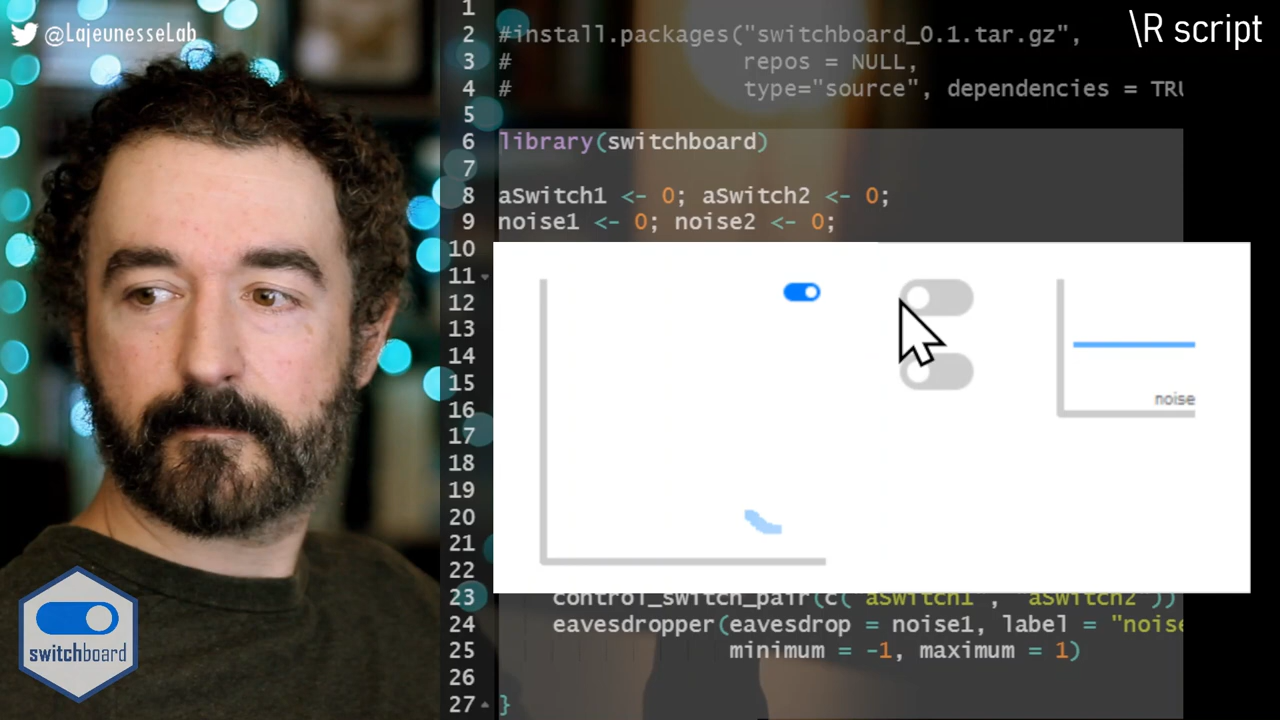 @LajeunesseLab
\R script
1
2 #install.packages("switchboard_0.1.tar.gz",
3 # repos = NULL,
4 # type="source", dependencies = TRU
5
6 library(switchboard)
7
8 aSwitch1 <- 0; aSwitch2 <- 0;
9 noise1 <- 0; noise2 <- 0;
10
11
12
13
14
15
16
17
18
19
20
21
22
23 control_switch_pair(c("aSwitch1", "aSwitch2"))
24 eavesdropper(eavesdrop = noise1, label = "noise
25 minimum = -1, maximum = 1)
26
27 }
noise
switchboard